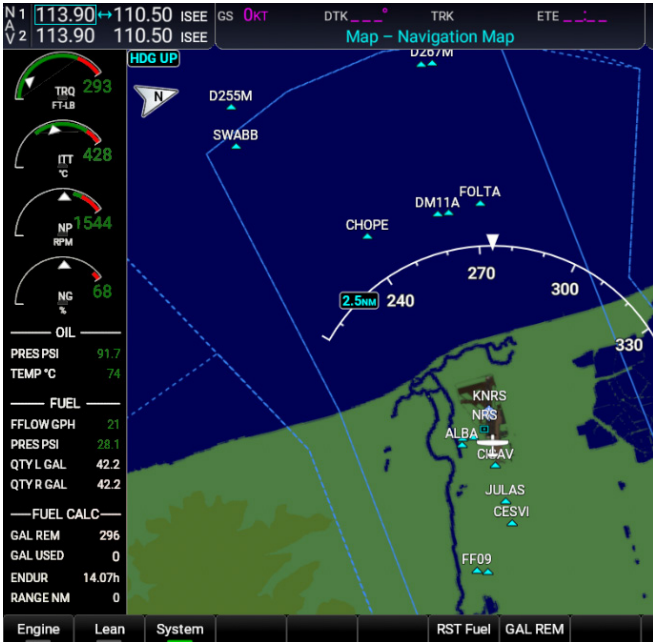 N 1 113.90 ↔ 110.50 ISEE GS 0KT DTK _ _ _° TRK ETE _ _:_ _
A
V 2 113.90 110.50 ISEE Map – Navigation Map
HDG UP
D267M
N
D255M
SWABB
TRQ 293
FT-LB
ITT 428
°C
NP 1544
RPM
NG 68
%
FOLTA
DM11A
CHOPE
2.5NM
240
270
300
330
OIL
PRES PSI 91.7
TEMP °C 74
FUEL
FFLOW GPH 21
PRES PSI 28.1
QTY L GAL 42.2
QTY R GAL 42.2
FUEL CALC
GAL REM 296
GAL USED 0
ENDUR 14.07h
RANGE NM 0
KNRS
NRS
ALBA
JULAS
CESVI
FF09
Engine Lean System RST Fuel GAL REM